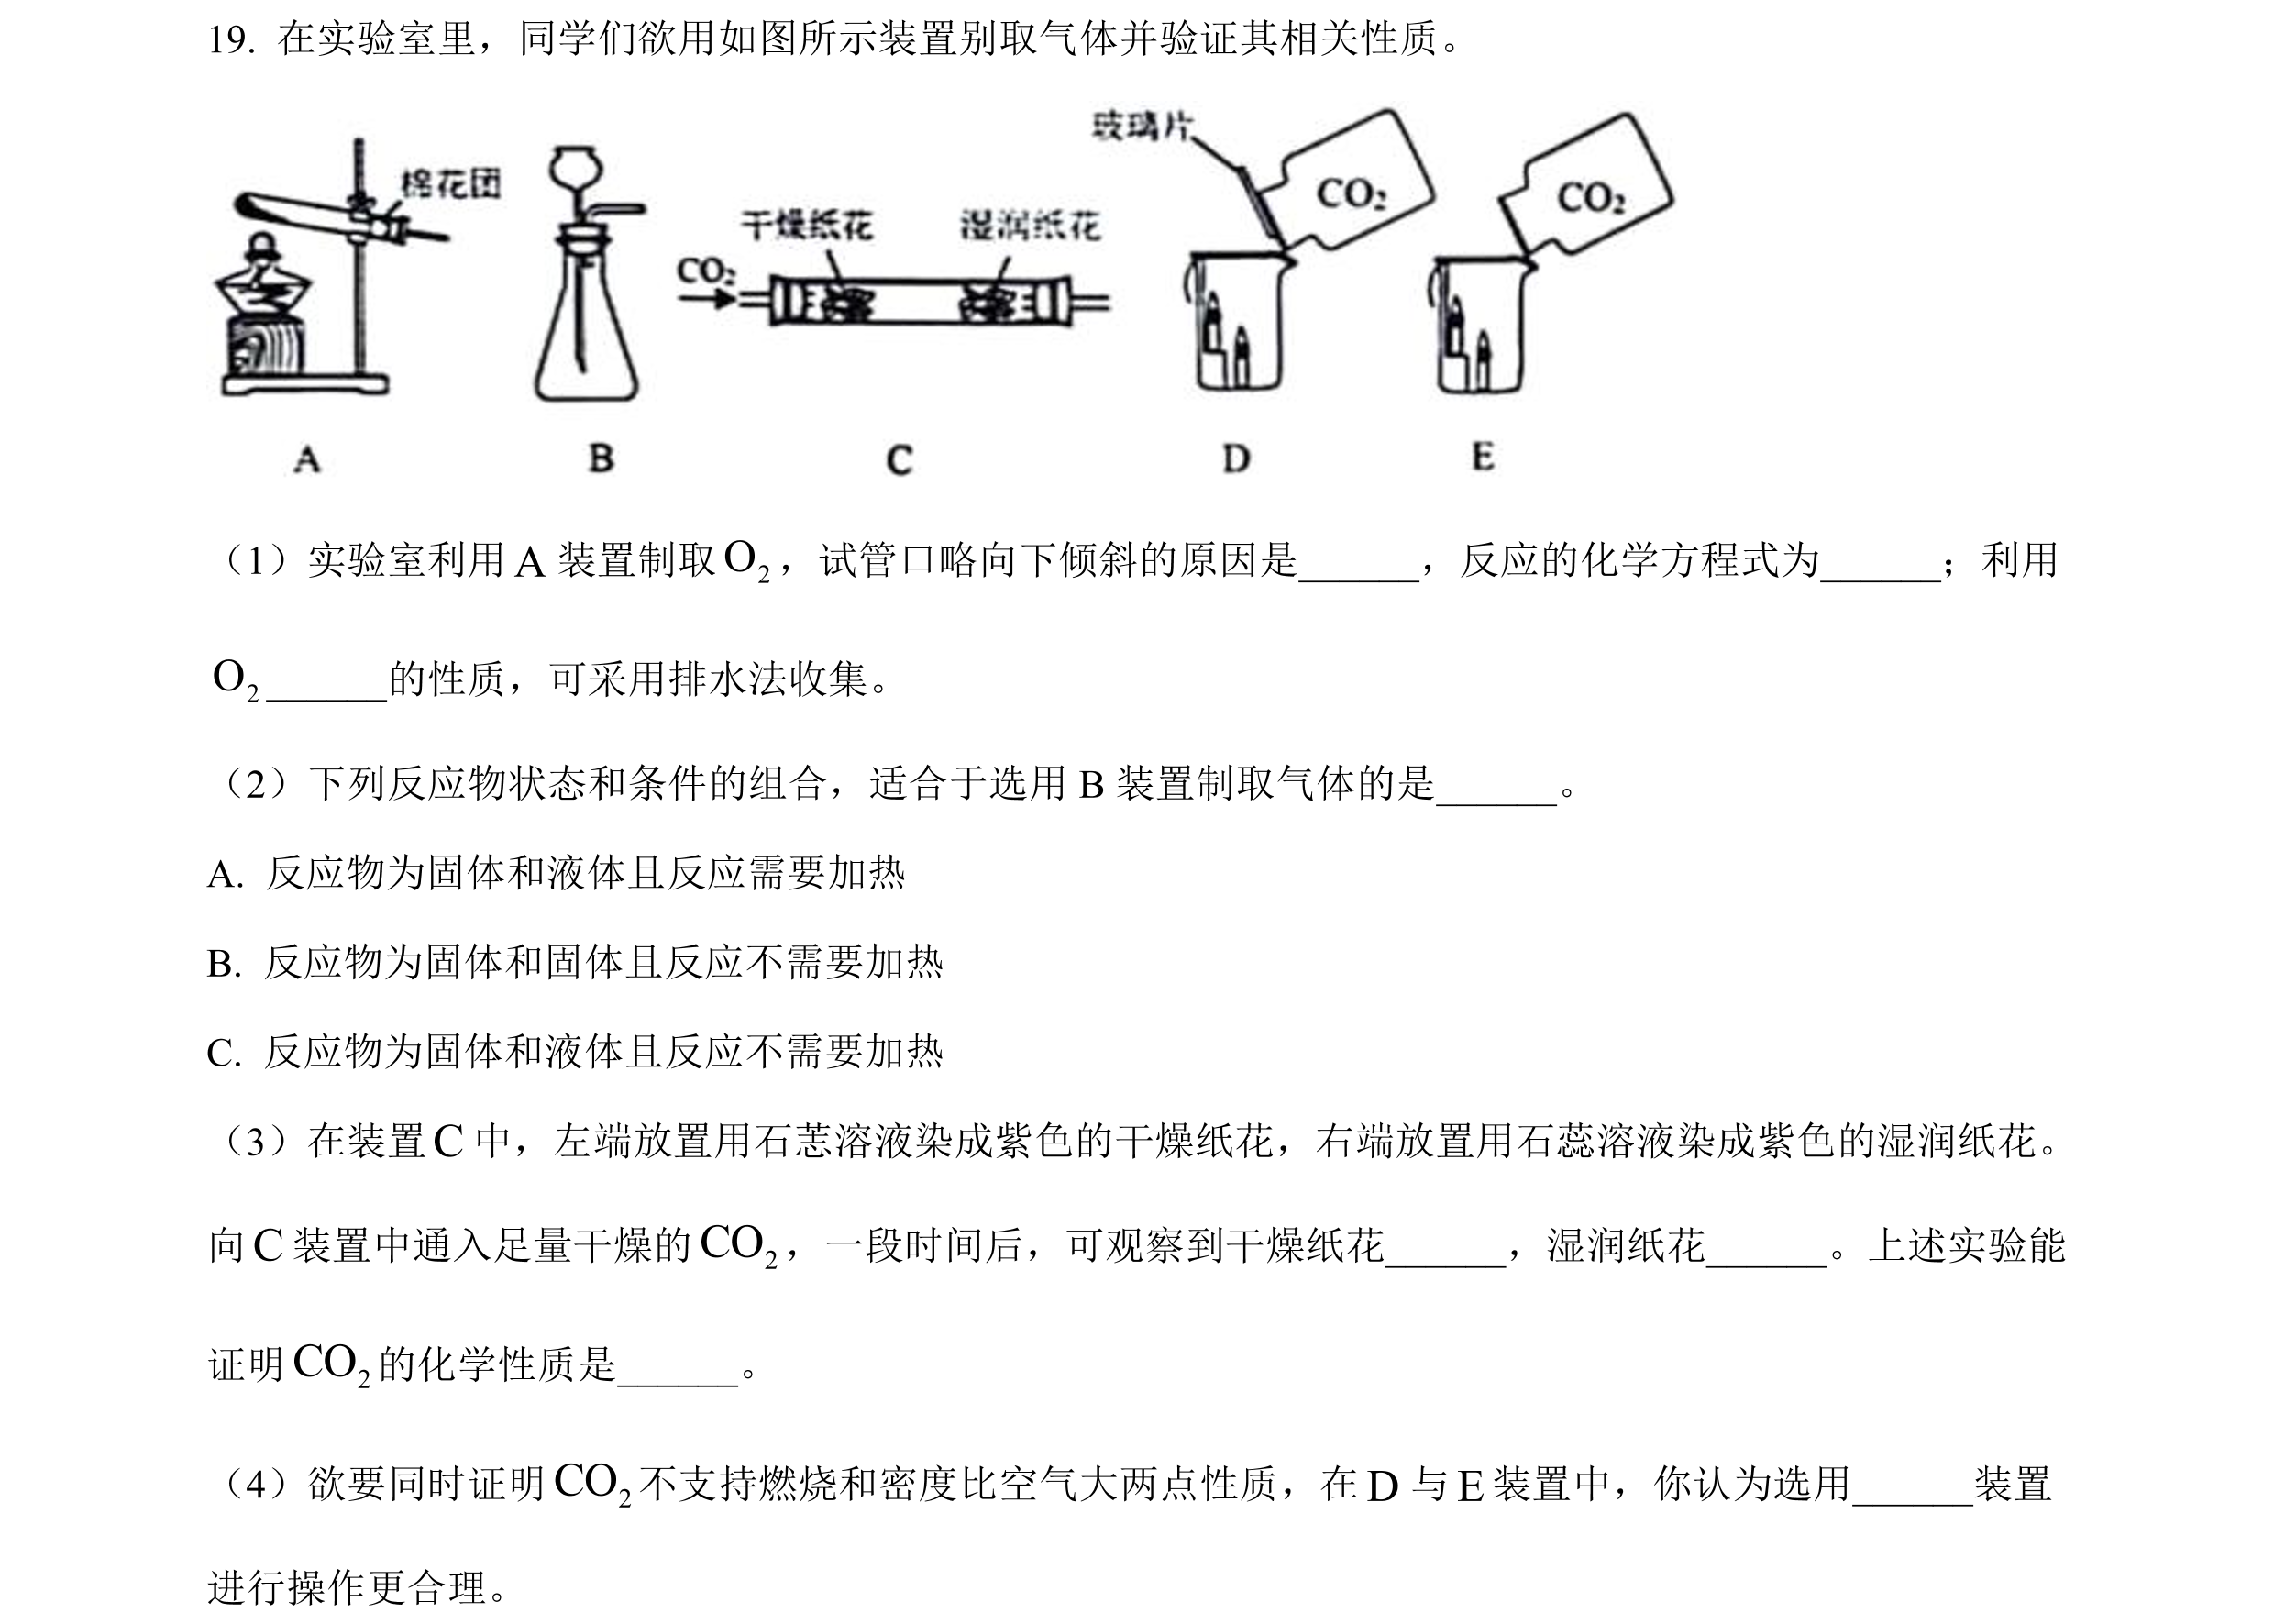 19. 在实验室里，同学们欲用如图所示装置别取气体并验证其相关性质。
玻璃片
棉花团
CO₂
CO₂
干燥纸花
湿润纸花
CO₂
A
B
C
D
E
（1）实验室利用 A 装置制取 O₂，试管口略向下倾斜的原因是______，反应的化学方程式为______；利用
O₂______的性质，可采用排水法收集。
（2）下列反应物状态和条件的组合，适合于选用 B 装置制取气体的是______。
A. 反应物为固体和液体且反应需要加热
B. 反应物为固体和固体且反应不需要加热
C. 反应物为固体和液体且反应不需要加热
（3）在装置 C 中，左端放置用石莣溶液染成紫色的干燥纸花，右端放置用石蕊溶液染成紫色的湿润纸花。
向 C 装置中通入足量干燥的 CO₂，一段时间后，可观察到干燥纸花______，湿润纸花______。上述实验能
证明 CO₂ 的化学性质是______。
（4）欲要同时证明 CO₂ 不支持燃烧和密度比空气大两点性质，在 D 与 E 装置中，你认为选用______装置
进行操作更合理。